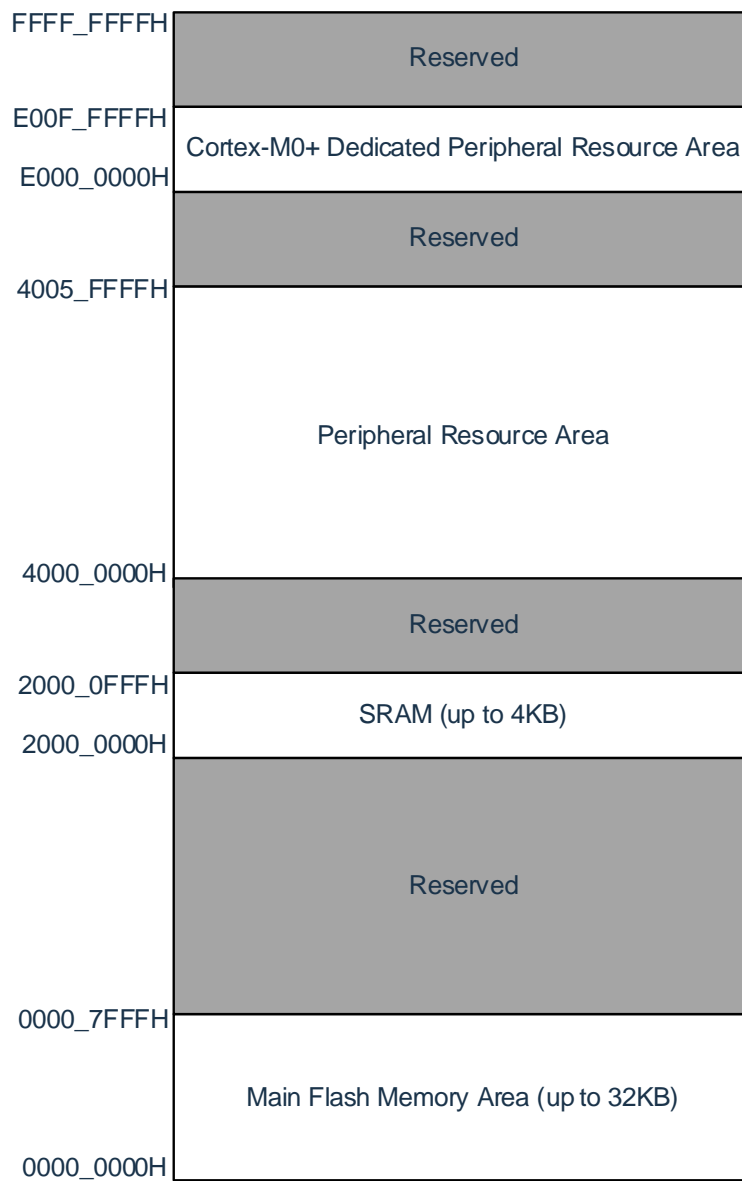 FFFF_FFFFH
Reserved
E00F_FFFFH
Cortex-M0+ Dedicated Peripheral Resource Area
E000_0000H
Reserved
4005_FFFFH
Peripheral Resource Area
4000_0000H
Reserved
2000_0FFFH
SRAM (up to 4KB)
2000_0000H
Reserved
0000_7FFFH
Main Flash Memory Area (up to 32KB)
0000_0000H